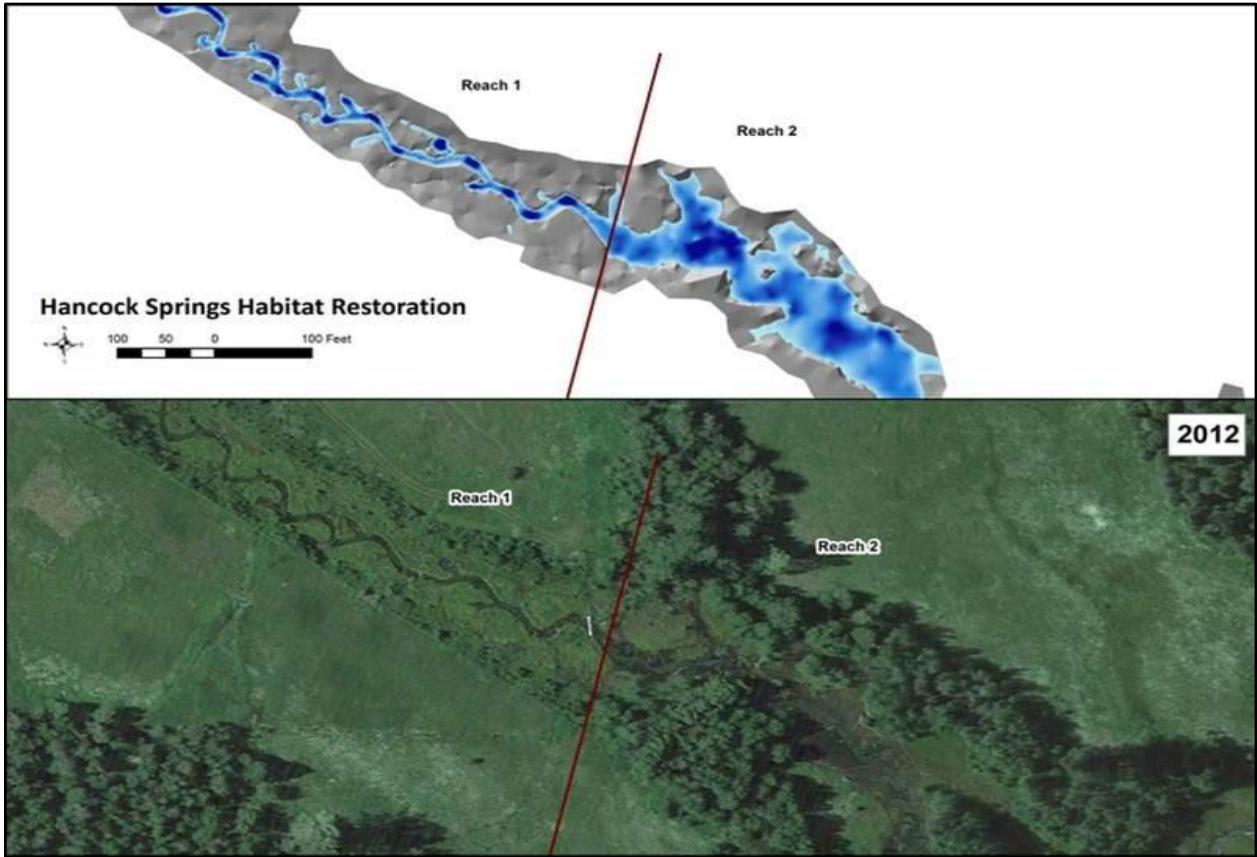 Reach 1
Reach 2
Hancock Springs Habitat Restoration
100 50 0 100 Feet
2012
Reach 1
Reach 2